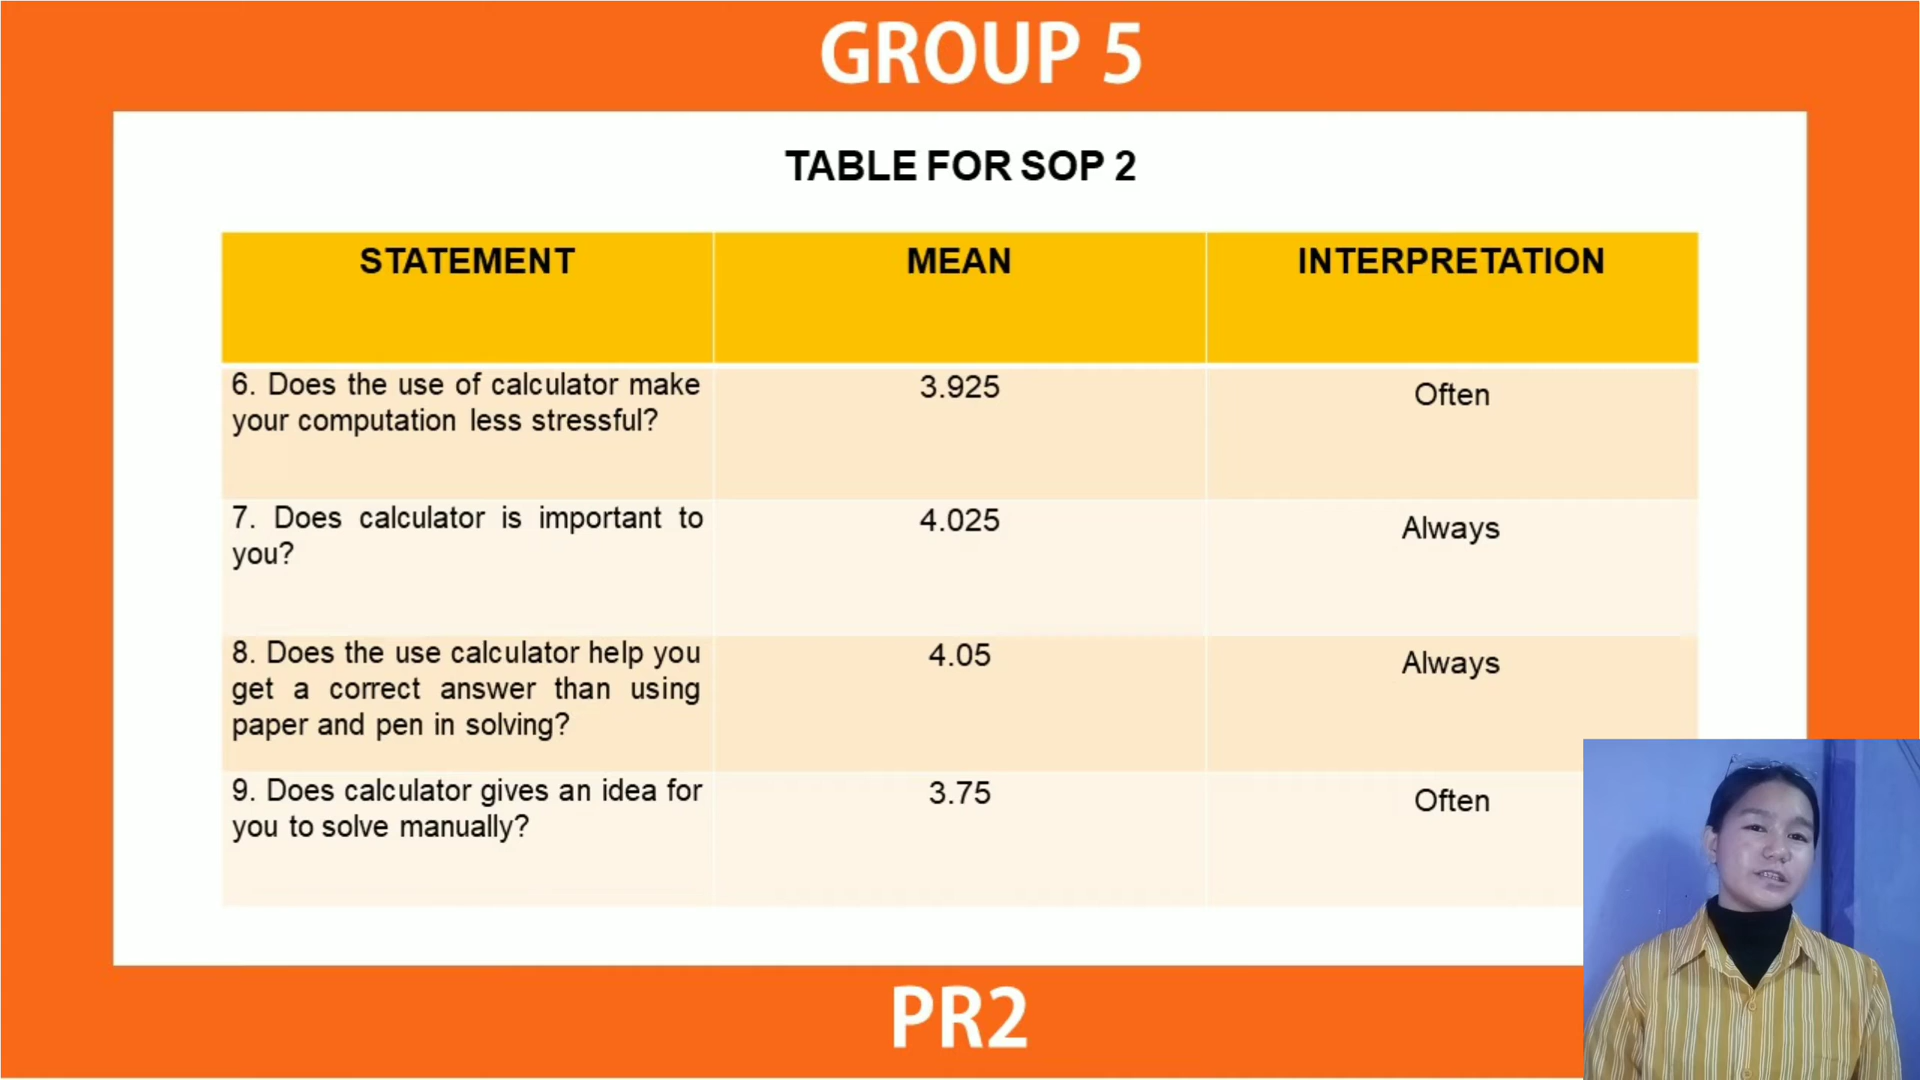 GROUP 5
TABLE FOR SOP 2
STATEMENT
MEAN
INTERPRETATION
6. Does the use of calculator make
your computation less stressful?
3.925
Often
7. Does calculator is important to
you?
4.025
Always
8. Does the use calculator help you
get a correct answer than using
paper and pen in solving?
4.05
Always
9. Does calculator gives an idea for
you to solve manually?
3.75
Often
PR2